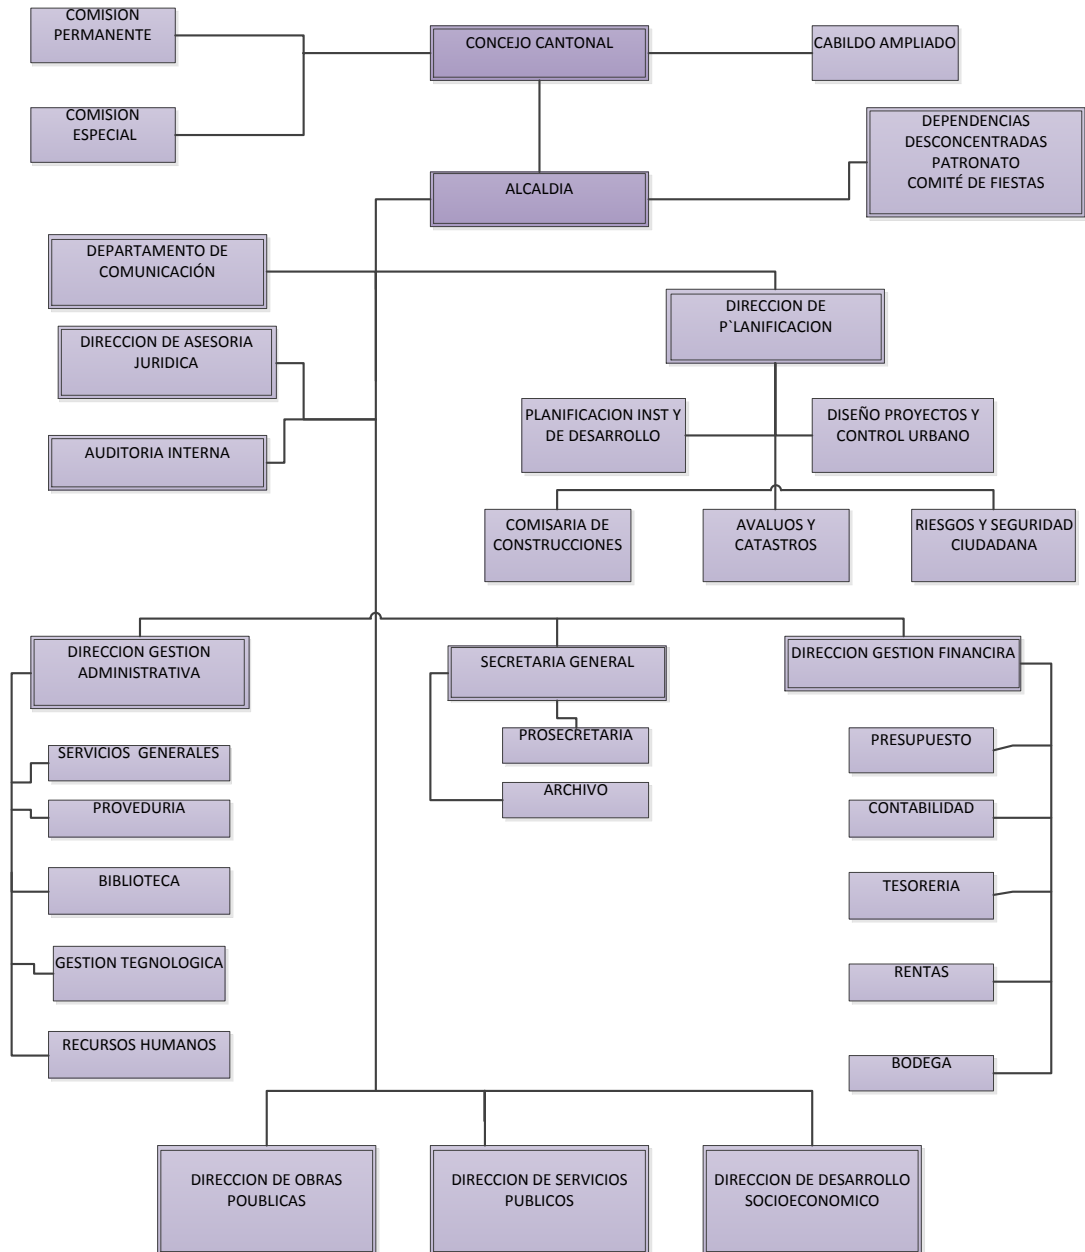 COMISION
PERMANENTE
CONCEJO CANTONAL
CABILDO AMPLIADO
COMISION
ESPECIAL
DEPENDENCIAS
DESCONCENTRADAS
PATRONATO
COMITÉ DE FIESTAS
ALCALDIA
DEPARTAMENTO DE
COMUNICACIÓN
DIRECCION DE
P`LANIFICACION
DIRECCION DE ASESORIA
JURIDICA
PLANIFICACION INST Y
DE DESARROLLO
DISEÑO PROYECTOS Y
CONTROL URBANO
AUDITORIA INTERNA
COMISARIA DE
CONSTRUCCIONES
AVALUOS Y
CATASTROS
RIESGOS Y SEGURIDAD
CIUDADANA
DIRECCION GESTION
ADMINISTRATIVA
SECRETARIA GENERAL
DIRECCION GESTION FINANCIRA
SERVICIOS  GENERALES
PROVEDURIA
BIBLIOTECA
GESTION TEGNOLOGICA
RECURSOS HUMANOS
PROSECRETARIA
ARCHIVO
PRESUPUESTO
CONTABILIDAD
TESORERIA
RENTAS
BODEGA
DIRECCION DE OBRAS
POUBLICAS
DIRECCION DE SERVICIOS
PUBLICOS
DIRECCION DE DESARROLLO
SOCIOECONOMICO